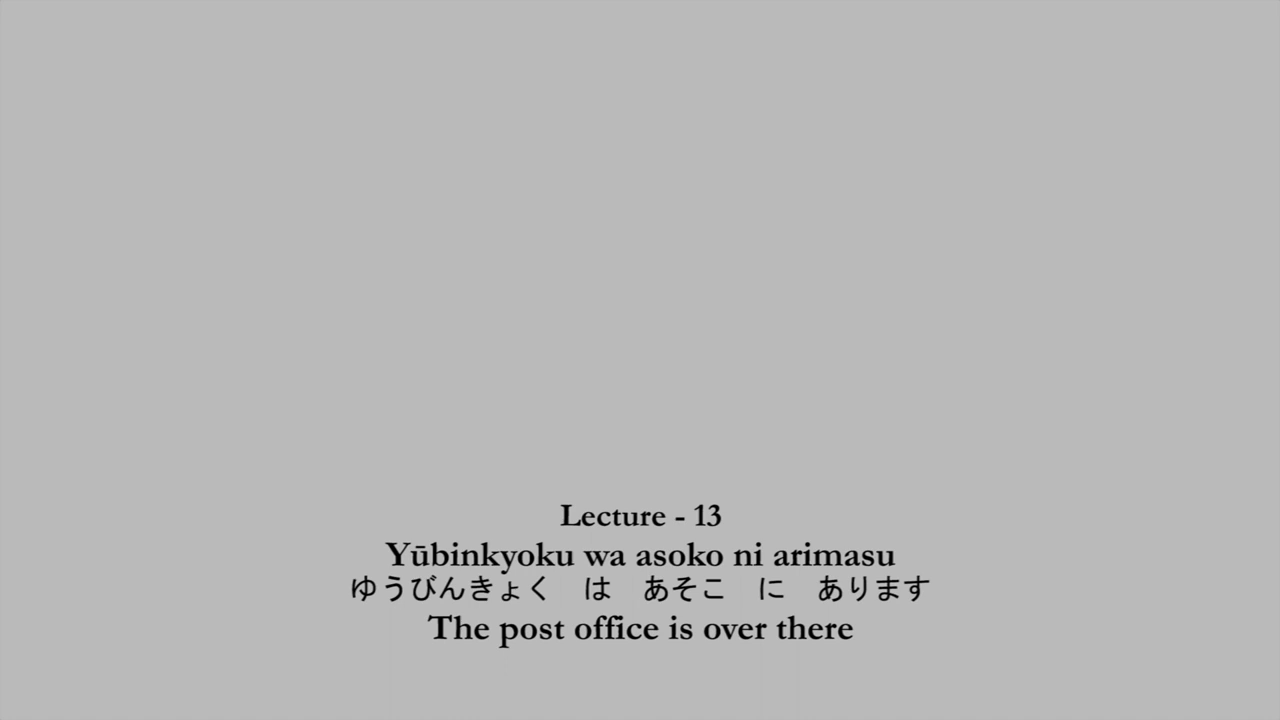 Lecture - 13
Yūbinkyoku wa asoko ni arimasu
ゆうびんきょく　は　あそこ　に　あります
The post office is over there